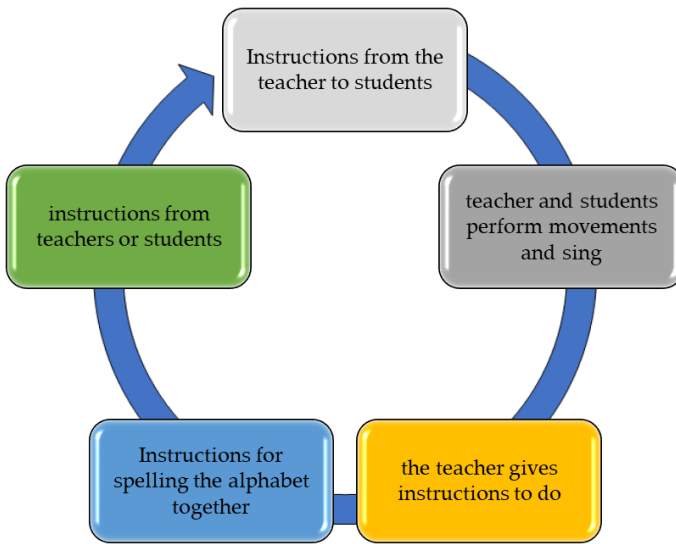 Instructions from the
teacher to students
teacher and students
perform movements
and sing
the teacher gives
instructions to do
Instructions for
spelling the alphabet
together
instructions from
teachers or students